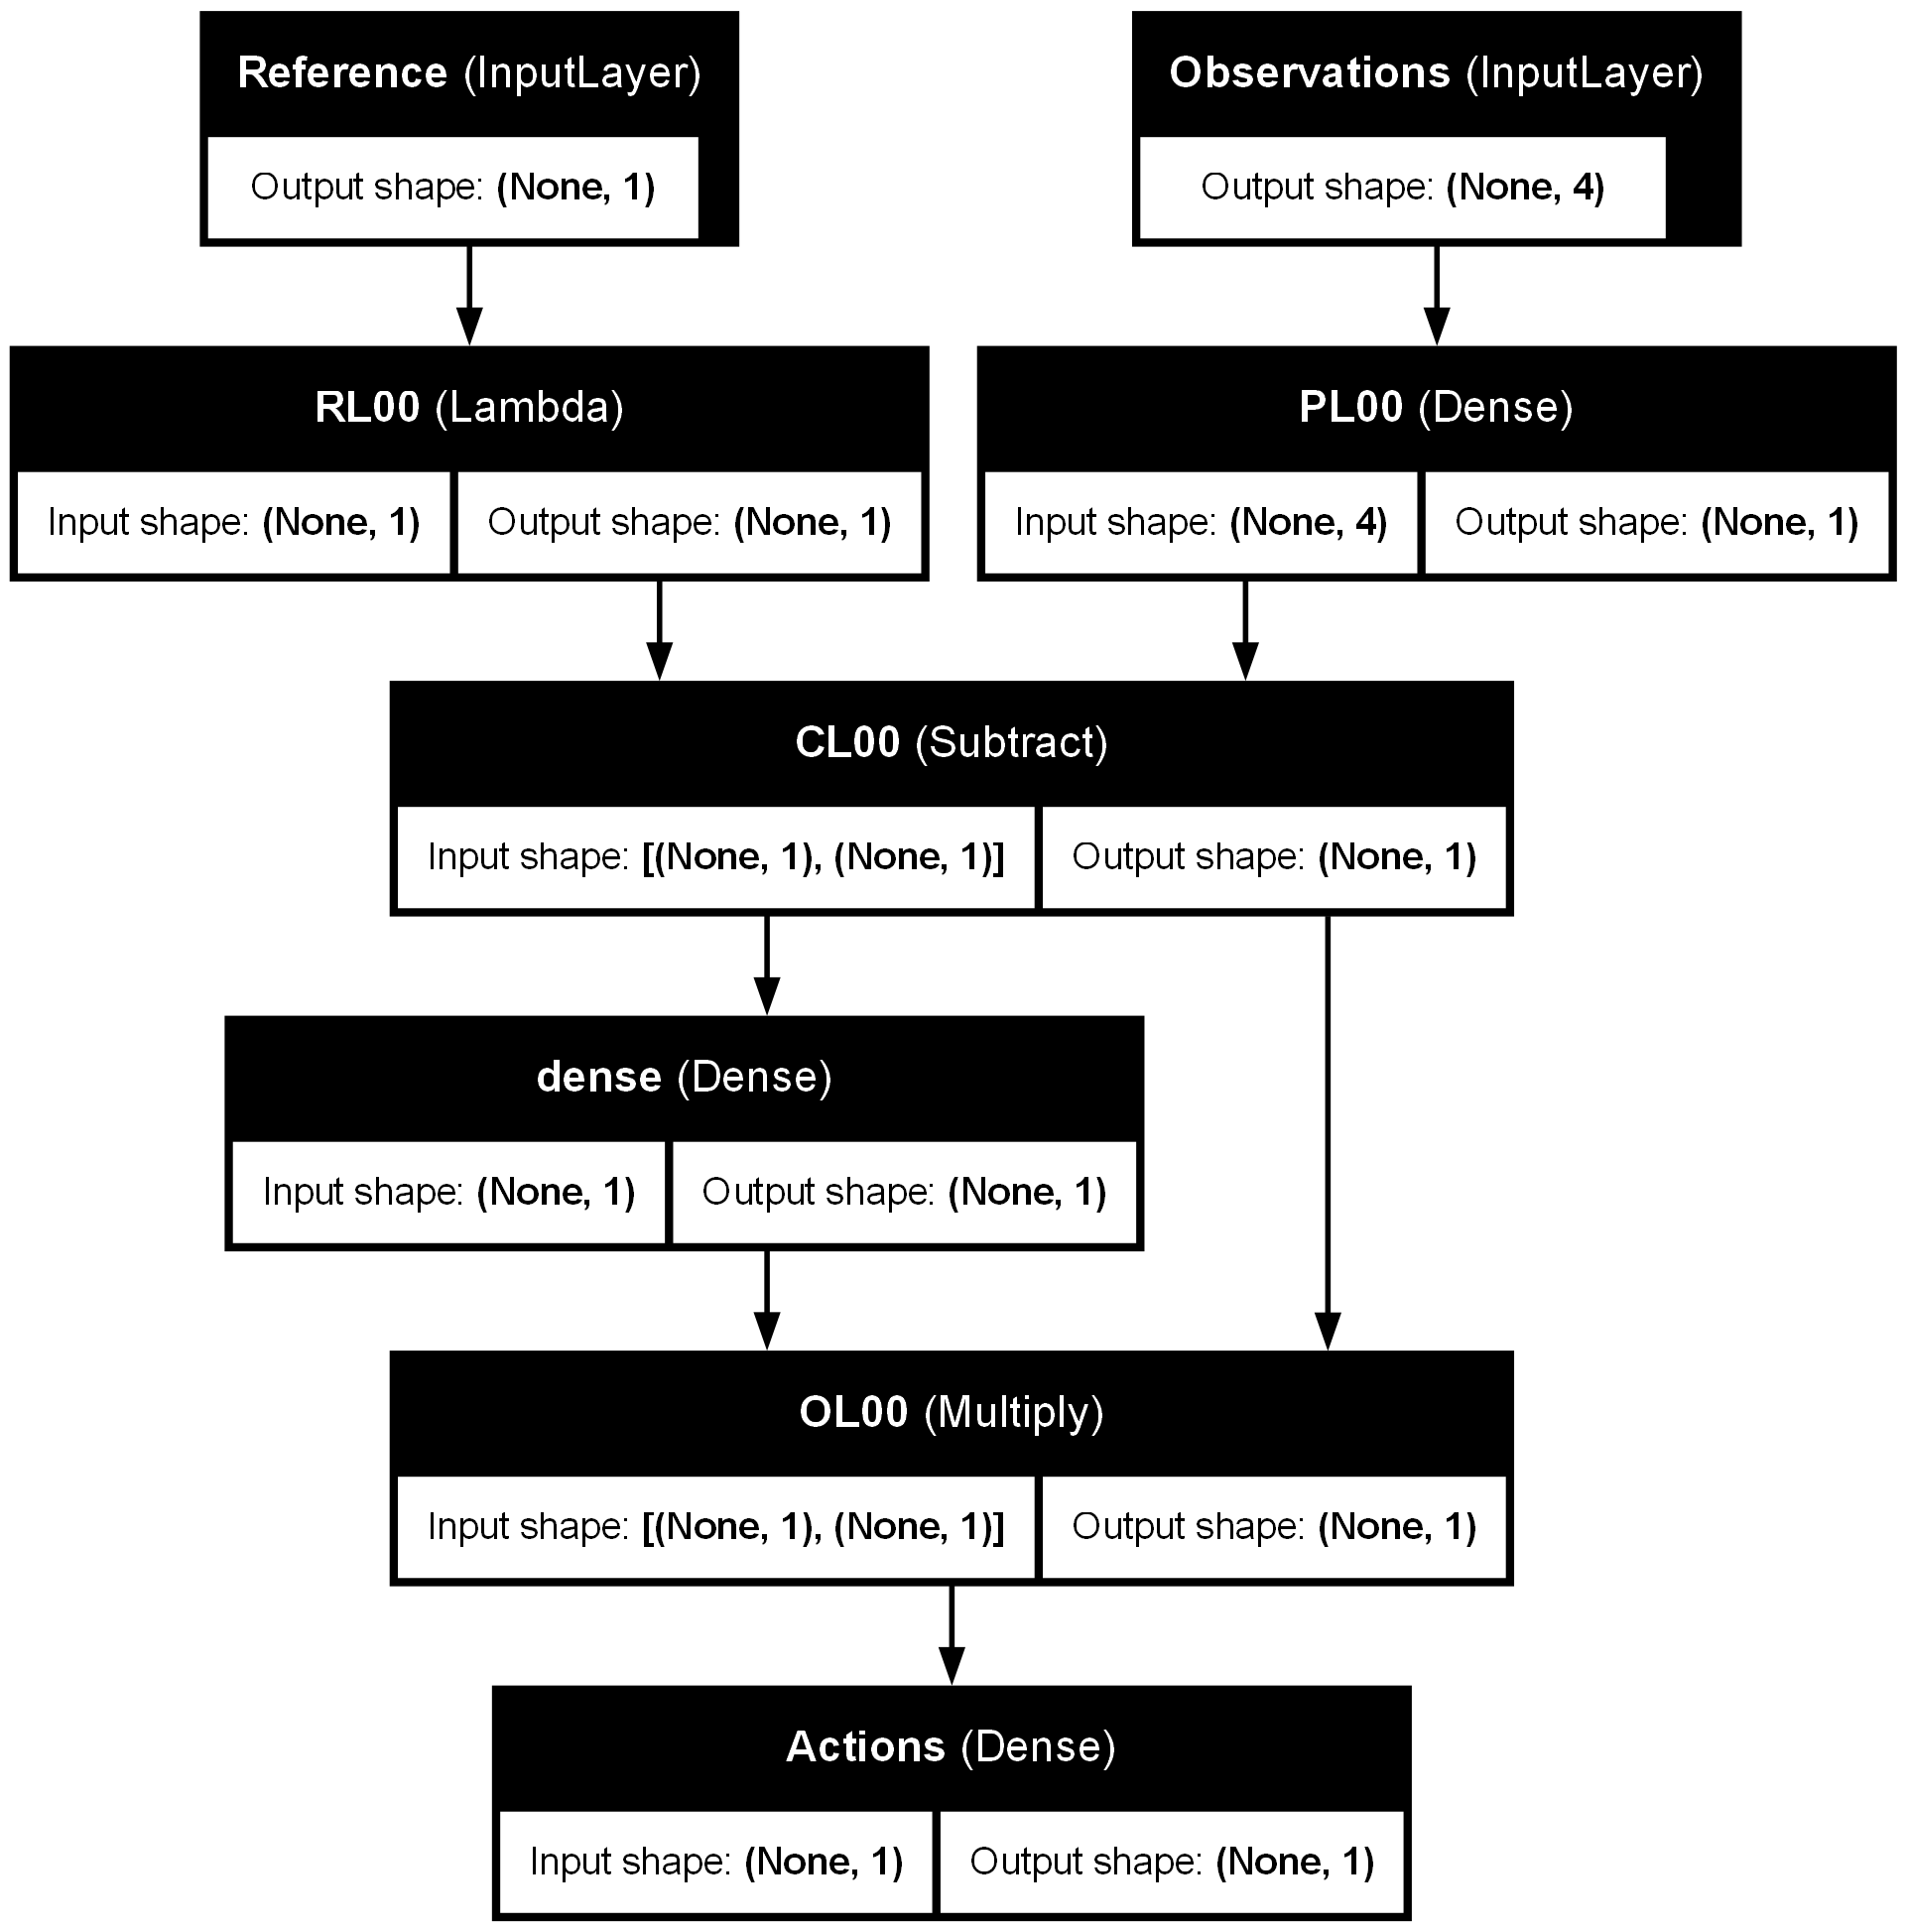 Reference (InputLayer)
Output shape: (None, 1)
Observations (InputLayer)
Output shape: (None, 4)
RL00 (Lambda)
Input shape: (None, 1)
Output shape: (None, 1)
PL00 (Dense)
Input shape: (None, 4)
Output shape: (None, 1)
CL00 (Subtract)
Input shape: [(None, 1), (None, 1)]
Output shape: (None, 1)
dense (Dense)
Input shape: (None, 1)
Output shape: (None, 1)
OL00 (Multiply)
Input shape: [(None, 1), (None, 1)]
Output shape: (None, 1)
Actions (Dense)
Input shape: (None, 1)
Output shape: (None, 1)